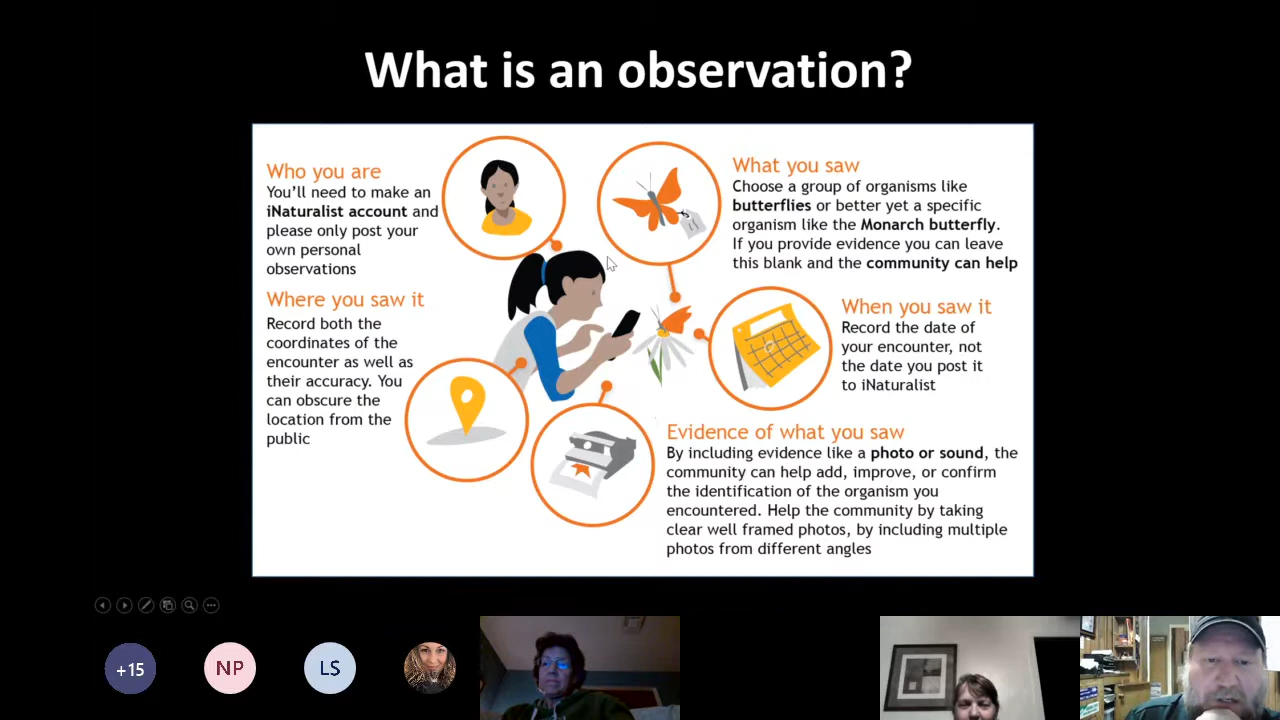 What is an observation?
Who you are
You'll need to make an
iNaturalist account and
please only post your
own personal
observations
Where you saw it
Record both the
coordinates of the
encounter as well as
their accuracy. You
can obscure the
location from the
public
What you saw
Choose a group of organisms like
butterflies or better yet a specific
organism like the Monarch butterfly.
If you provide evidence you can leave
this blank and the community can help
When you saw it
Record the date of
your encounter, not
the date you post it
to iNaturalist
Evidence of what you saw
By including evidence like a photo or sound, the
community can help add, improve, or confirm
the identification of the organism you
encountered. Help the community by taking
clear well framed photos, by including multiple
photos from different angles
+15
NP
LS